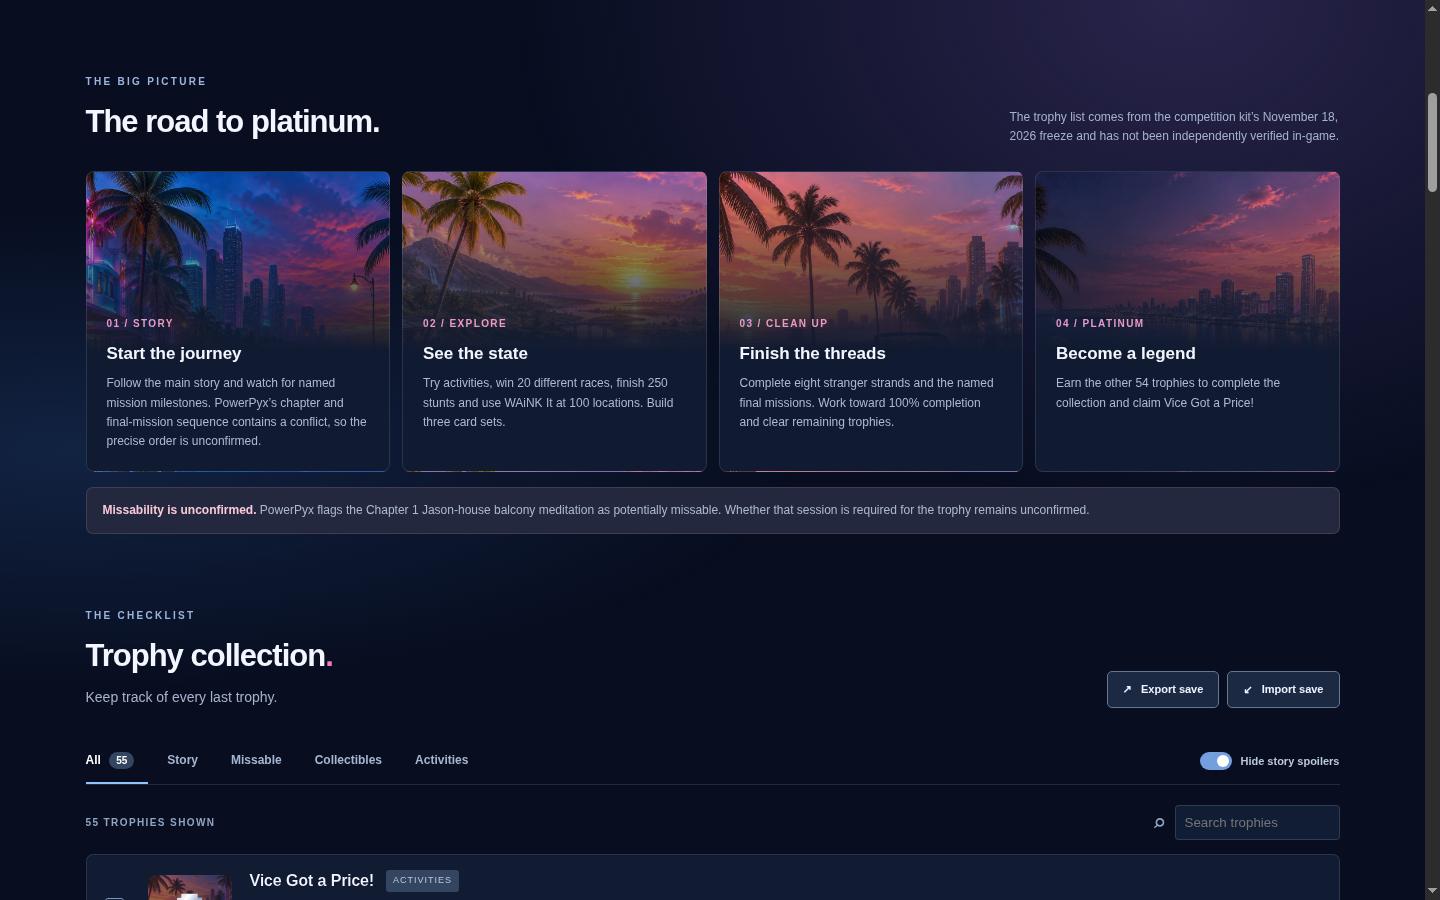 THE BIG PICTURE
The road to platinum.
The trophy list comes from the competition kit's November 18,
2026 freeze and has not been independently verified in-game.
01 / STORY
Start the journey
Follow the main story and watch for named
mission milestones. PowerPyx's chapter and
final-mission sequence contains a conflict, so the
precise order is unconfirmed.
02 / EXPLORE
See the state
Try activities, win 20 different races, finish 250
stunts and use WAiNK It at 100 locations. Build
three card sets.
03 / CLEAN UP
Finish the threads
Complete eight stranger strands and the named
final missions. Work toward 100% completion
and clear remaining trophies.
04 / PLATINUM
Become a legend
Earn the other 54 trophies to complete the
collection and claim Vice Got a Price!
Missability is unconfirmed. PowerPyx flags the Chapter 1 Jason-house balcony meditation as potentially missable. Whether that session is required for the trophy remains unconfirmed.
THE CHECKLIST
Trophy collection.
Keep track of every last trophy.
↗ Export save
↙ Import save
All 55 Story Missable Collectibles Activities
Hide story spoilers
55 TROPHIES SHOWN
Search trophies
Vice Got a Price! ACTIVITIES